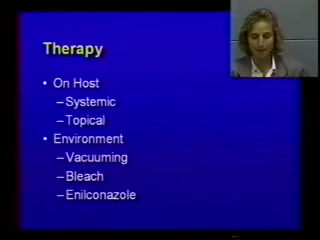 Therapy
• On Host
–Systemic
–Topical
• Environment
–Vacuuming
–Bleach
–Enilconazole